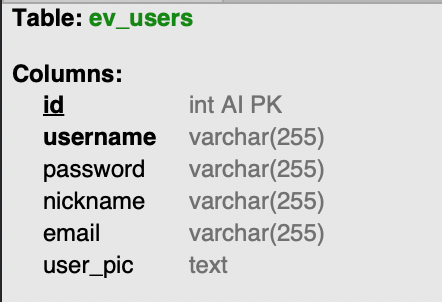 Table: ev_users
Columns:
id int AI PK
username varchar(255)
password varchar(255)
nickname varchar(255)
email varchar(255)
user_pic text